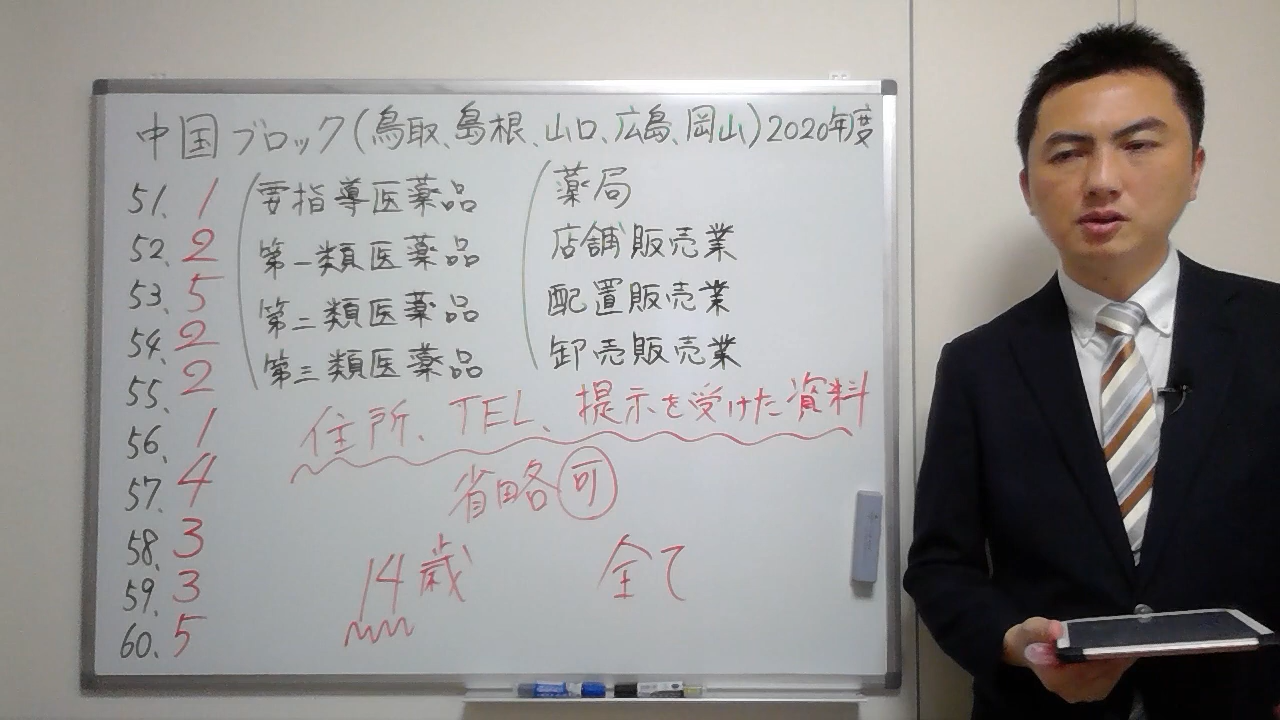 中国ブロック(鳥取、島根、山口、広島、岡山)2020年度
51. 1
52. 2
53. 5
54. 2
55. 2
56. 1
57. 4
58. 3
59. 3
60. 5
要指導医薬品
第一類医薬品
第二類医薬品
第三類医薬品
薬局
店舗販売業
配置販売業
卸売販売業
住所、TEL、提示を受けた資料
省略可
14歳 全て